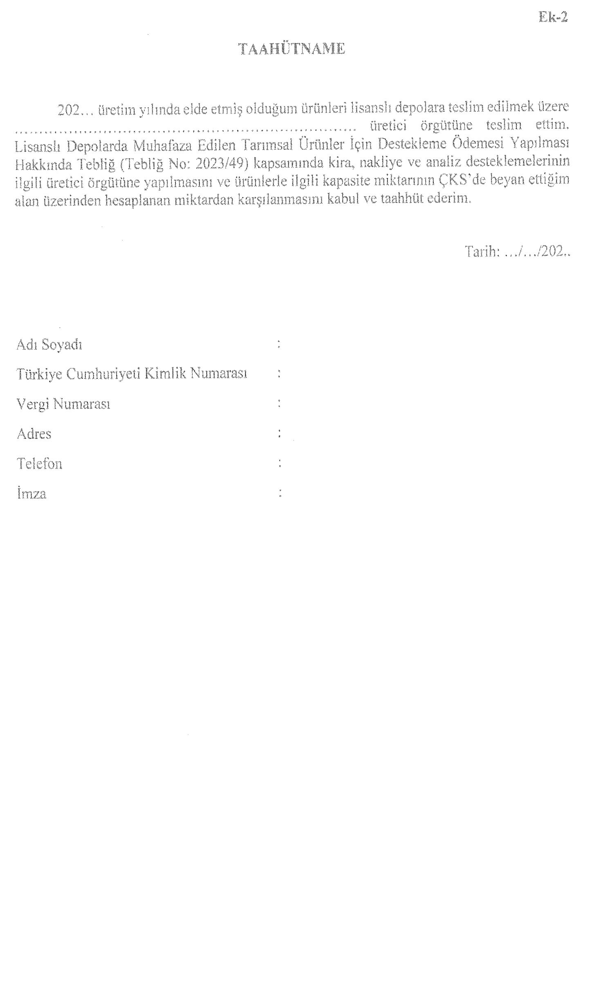 Ek-2
TAAHÜTNAME
202... üretim yılında elde etmiş olduğum ürünleri lisanslı depolara teslim edilmek üzere
.................................................................. üretici örgütüne teslim ettim.
Lisanslı Depolarda Muhafaza Edilen Tarımsal Ürünler İçin Destekleme Ödemesi Yapılması
Hakkında Tebliğ (Tebliğ No: 2023/49) kapsamında kira, nakliye ve analiz desteklemelerinin
ilgili üretici örgütüne yapılmasını ve ürünlerle ilgili kapasite miktarının ÇKS’de beyan ettiğim
alan üzerinden hesaplanan miktardan karşılanmasını kabul ve taahhüt ederim.
Tarih: .../.../202..
Adı Soyadı :
Türkiye Cumhuriyeti Kimlik Numarası :
Vergi Numarası :
Adres :
Telefon :
İmza :